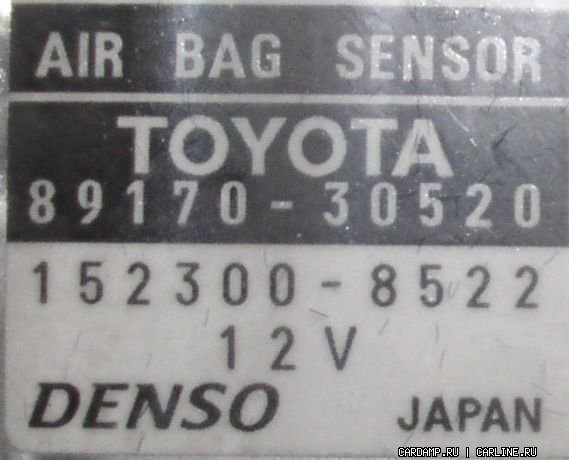 AIR BAG SENSOR
TOYOTA
89170-30520
152300-8522
12V
DENSO JAPAN
CARDAMP.RU | CARLINE.RU